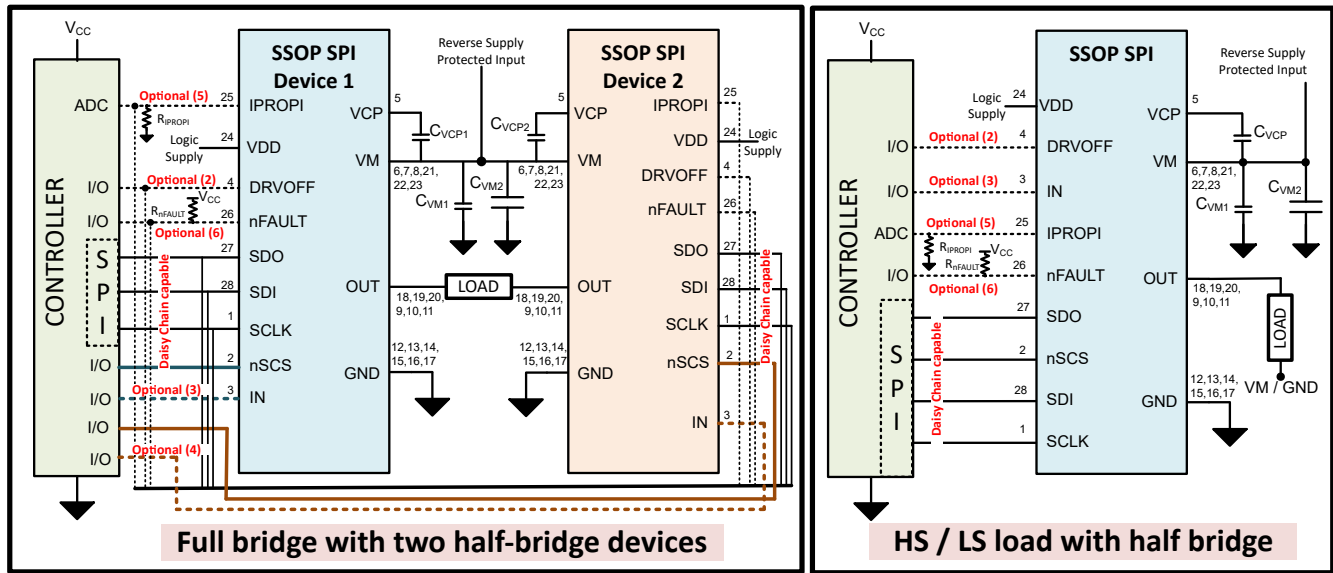 VCC
CONTROLLER
ADC
I/O
I/O
SPI
I/O
I/O
I/O
I/O
Optional (5)
RIPROPI
Logic
Supply
Optional (2)
VCC
RnFAULT
Optional (6)
Daisy Chain capable
Optional (3)
Optional (4)
25
24
4
26
27
28
1
2
3
SSOP SPI
Device 1
IPROPI
VDD
DRVOFF
nFAULT
SDO
SDI
SCLK
nSCS
IN
VCP
VM
OUT
GND
5
CVCP1
6,7,8,21,
22,23
18,19,20,
9,10,11
12,13,14,
15,16,17
Reverse Supply
Protected Input
CVM1
CVM2
LOAD
5
CVCP2
6,7,8,21,
22,23
18,19,20,
9,10,11
12,13,14,
15,16,17
SSOP SPI
Device 2
VCP
VM
OUT
GND
IPROPI
VDD
DRVOFF
nFAULT
SDO
SDI
SCLK
nSCS
IN
25
24
Logic
Supply
4
26
27
28
1
2
3
Daisy Chain capable
Full bridge with two half-bridge devices
VCC
CONTROLLER
I/O
I/O
ADC
I/O
SPI
Logic
Supply
Optional (2)
Optional (3)
Optional (5)
RIPROPI
VCC
RnFAULT
Optional (6)
Daisy Chain capable
24
4
3
25
26
27
2
28
1
SSOP SPI
VDD
DRVOFF
IN
IPROPI
nFAULT
SDO
nSCS
SDI
SCLK
VCP
VM
OUT
GND
Reverse Supply
Protected Input
5
CVCP
6,7,8,21,
22,23
CVM1
CVM2
18,19,20,
9,10,11
LOAD
VM / GND
12,13,14,
15,16,17
HS / LS load with half bridge